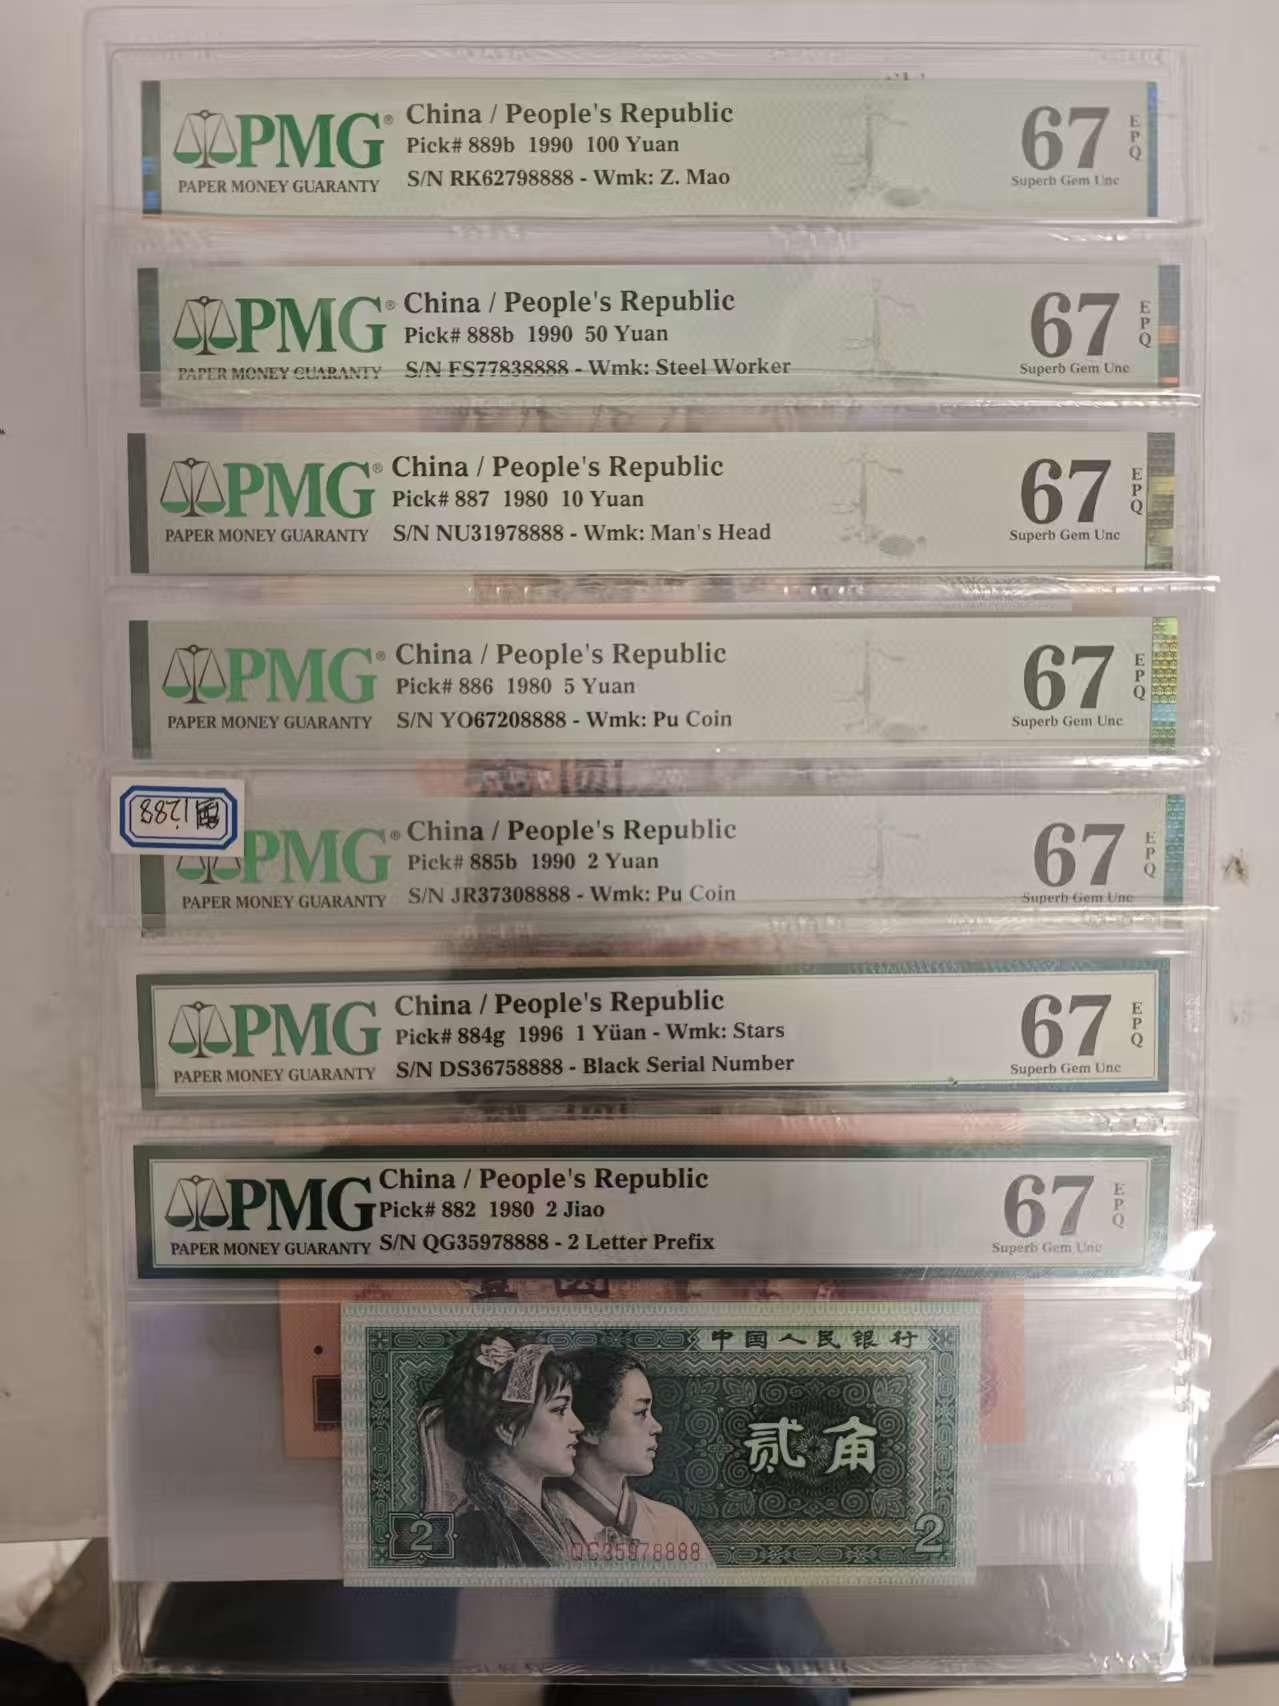 PMG®
PAPER MONEY GUARANTY
China / People's Republic
Pick# 889b 1990 100 Yuan
S/N RK62798888 - Wmk: Z. Mao
67
EPQ
Superb Gem Unc
PMG®
PAPER MONEY GUARANTY
China / People's Republic
Pick# 888b 1990 50 Yuan
S/N FS77838888 - Wmk: Steel Worker
67
EPQ
Superb Gem Unc
PMG®
PAPER MONEY GUARANTY
China / People's Republic
Pick# 887 1980 10 Yuan
S/N NU31978888 - Wmk: Man's Head
67
EPQ
Superb Gem Unc
PMG®
PAPER MONEY GUARANTY
China / People's Republic
Pick# 886 1980 5 Yuan
S/N YO67208888 - Wmk: Pu Coin
67
EPQ
Superb Gem Unc
PMG®
PAPER MONEY GUARANTY
China / People's Republic
Pick# 885b 1990 2 Yuan
S/N JR37308888 - Wmk: Pu Coin
67
EPQ
Superb Gem Unc
PMG
PAPER MONEY GUARANTY
China / People's Republic
Pick# 884g 1996 1 Yüan - Wmk: Stars
S/N DS36758888 - Black Serial Number
67
EPQ
Superb Gem Unc
PMG
PAPER MONEY GUARANTY
China / People's Republic
Pick# 882 1980 2 Jiao
S/N QG35978888 - 2 Letter Prefix
67
EPQ
Superb Gem Unc
中国人民银行
贰角
2
2
QG35978888